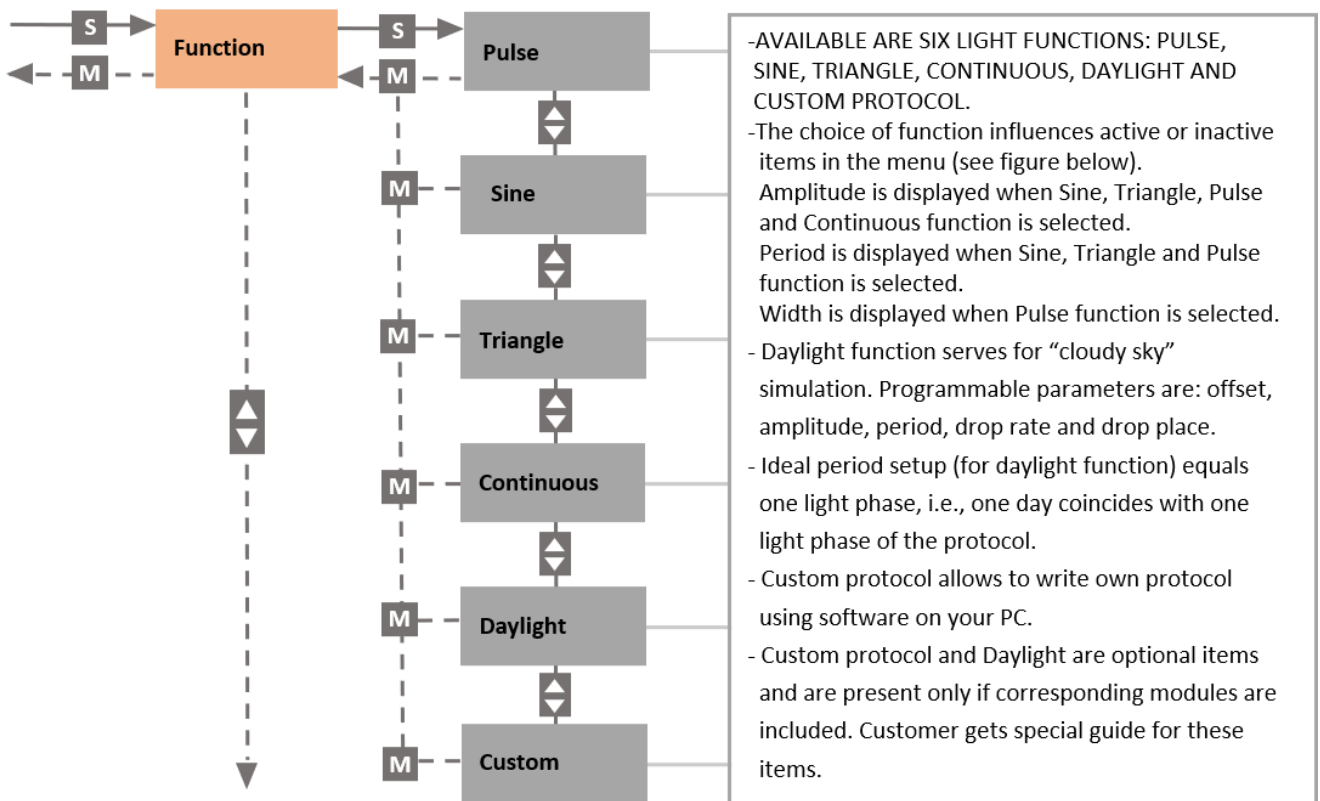 S
Function
M
S
Pulse
M
M
Sine
M
Triangle
M
Continuous
M
Daylight
M
Custom
-AVAILABLE ARE SIX LIGHT FUNCTIONS: PULSE,
SINE, TRIANGLE, CONTINUOUS, DAYLIGHT AND
CUSTOM PROTOCOL.
-The choice of function influences active or inactive
items in the menu (see figure below).
Amplitude is displayed when Sine, Triangle, Pulse
and Continuous function is selected.
Period is displayed when Sine, Triangle and Pulse
function is selected.
Width is displayed when Pulse function is selected.
- Daylight function serves for “cloudy sky”
simulation. Programmable parameters are: offset,
amplitude, period, drop rate and drop place.
- Ideal period setup (for daylight function) equals
one light phase, i.e., one day coincides with one
light phase of the protocol.
- Custom protocol allows to write own protocol
using software on your PC.
- Custom protocol and Daylight are optional items
and are present only if corresponding modules are
included. Customer gets special guide for these
items.